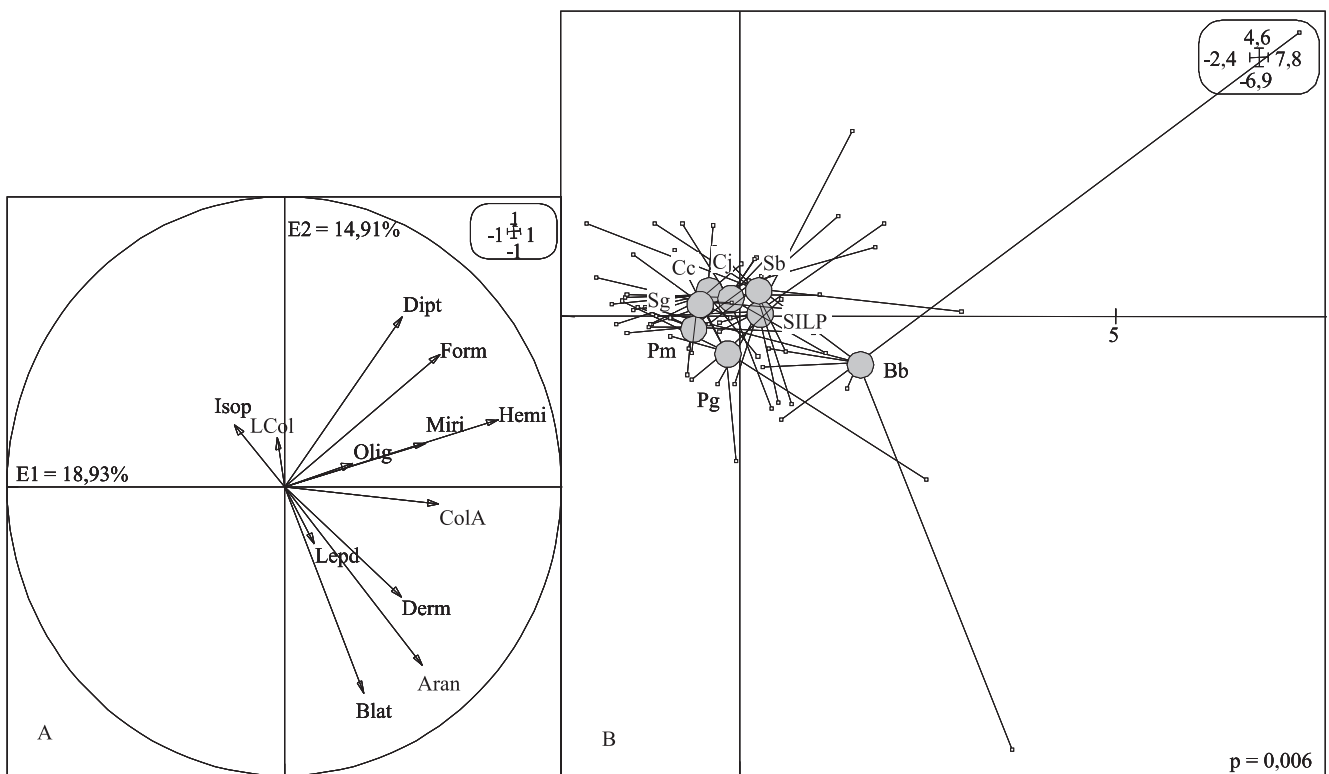 1
-1 1
-1
E2 = 14,91%
Dipt
Form
Isop
LCol
Miri
Hemi
Olig
E1 = 18,93%
ColA
Lepd
Derm
Aran
Blat
A
4,6
-2,4 7,8
-6,9
Cc Cj Sb
Sg
SILP
5
Pm
Bb
Pg
B
p = 0,006